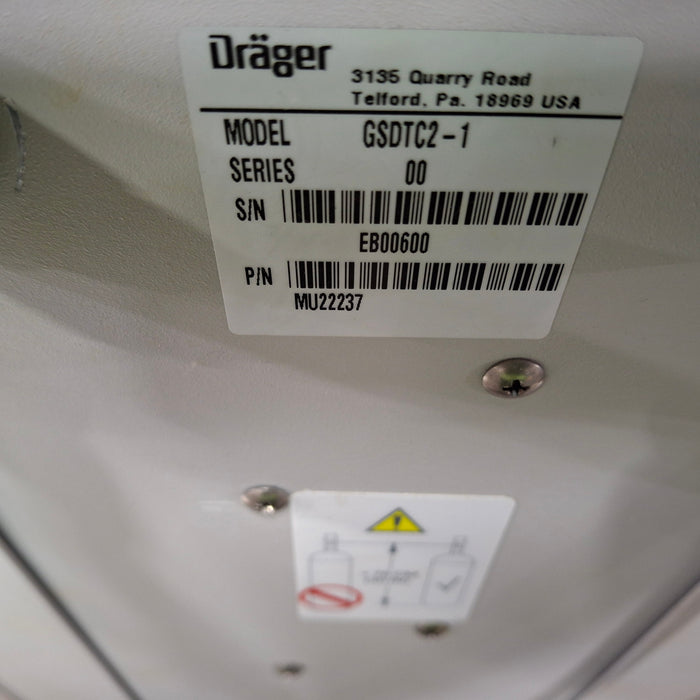 Dräger
3135 Quarry Road
Telford, Pa. 18969 USA
MODEL GSDTC2-1
SERIES 00
S/N
EB00600
P/N
MU22237